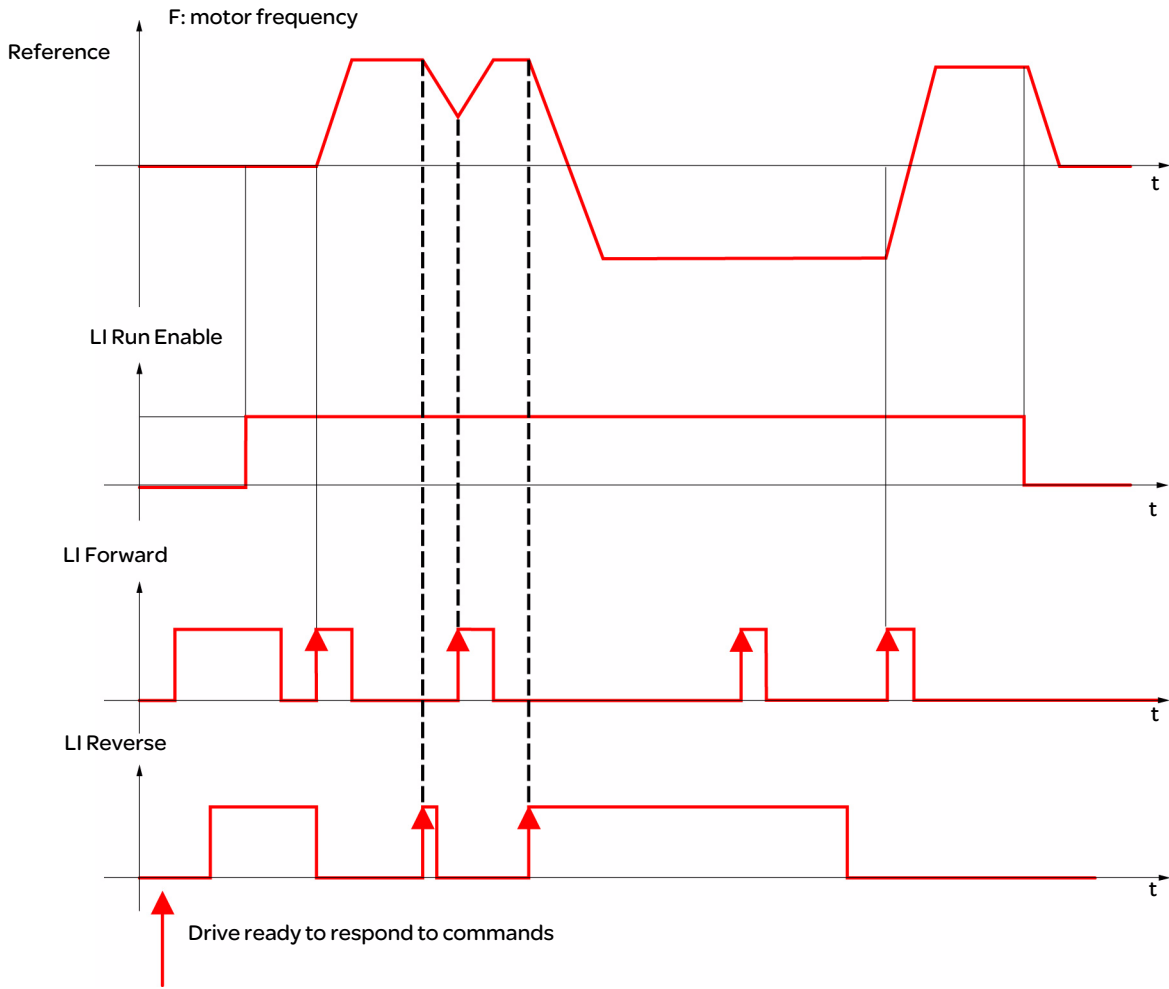 F: motor frequency
Reference
t
LI Run Enable
t
LI Forward
t
LI Reverse
t
Drive ready to respond to commands